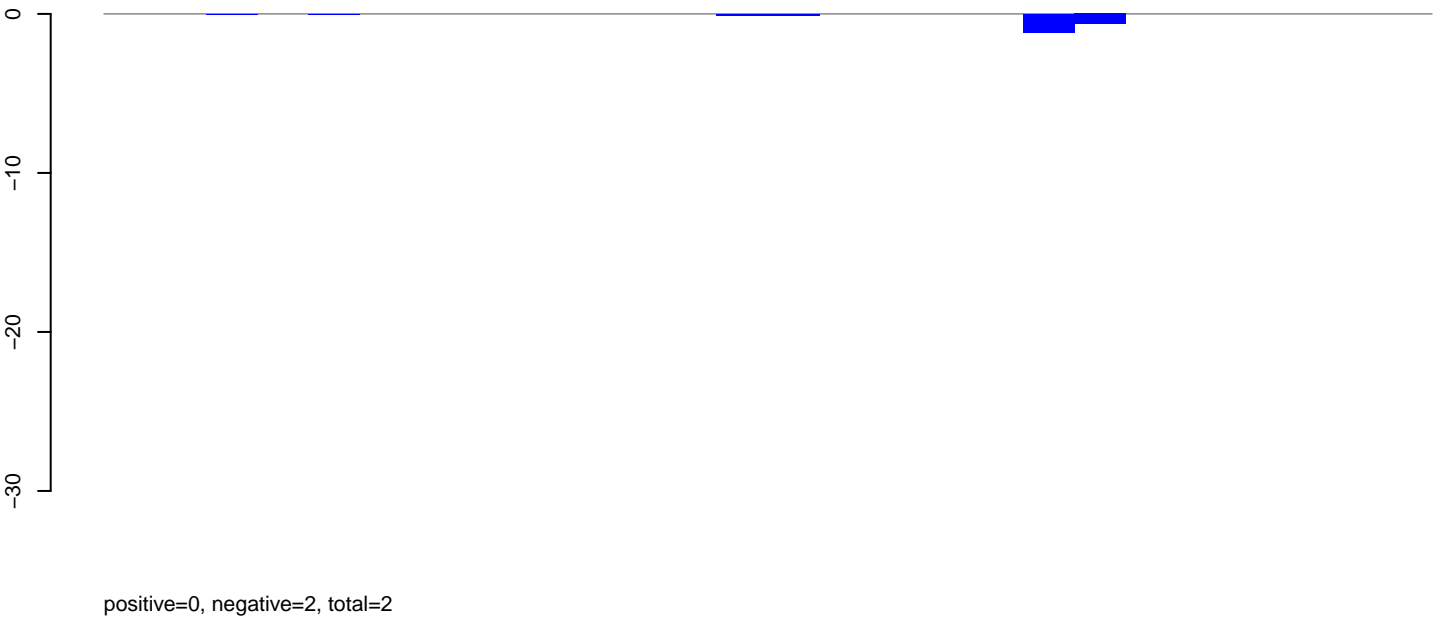 0
−10
−20
−30
positive=0, negative=2, total=2